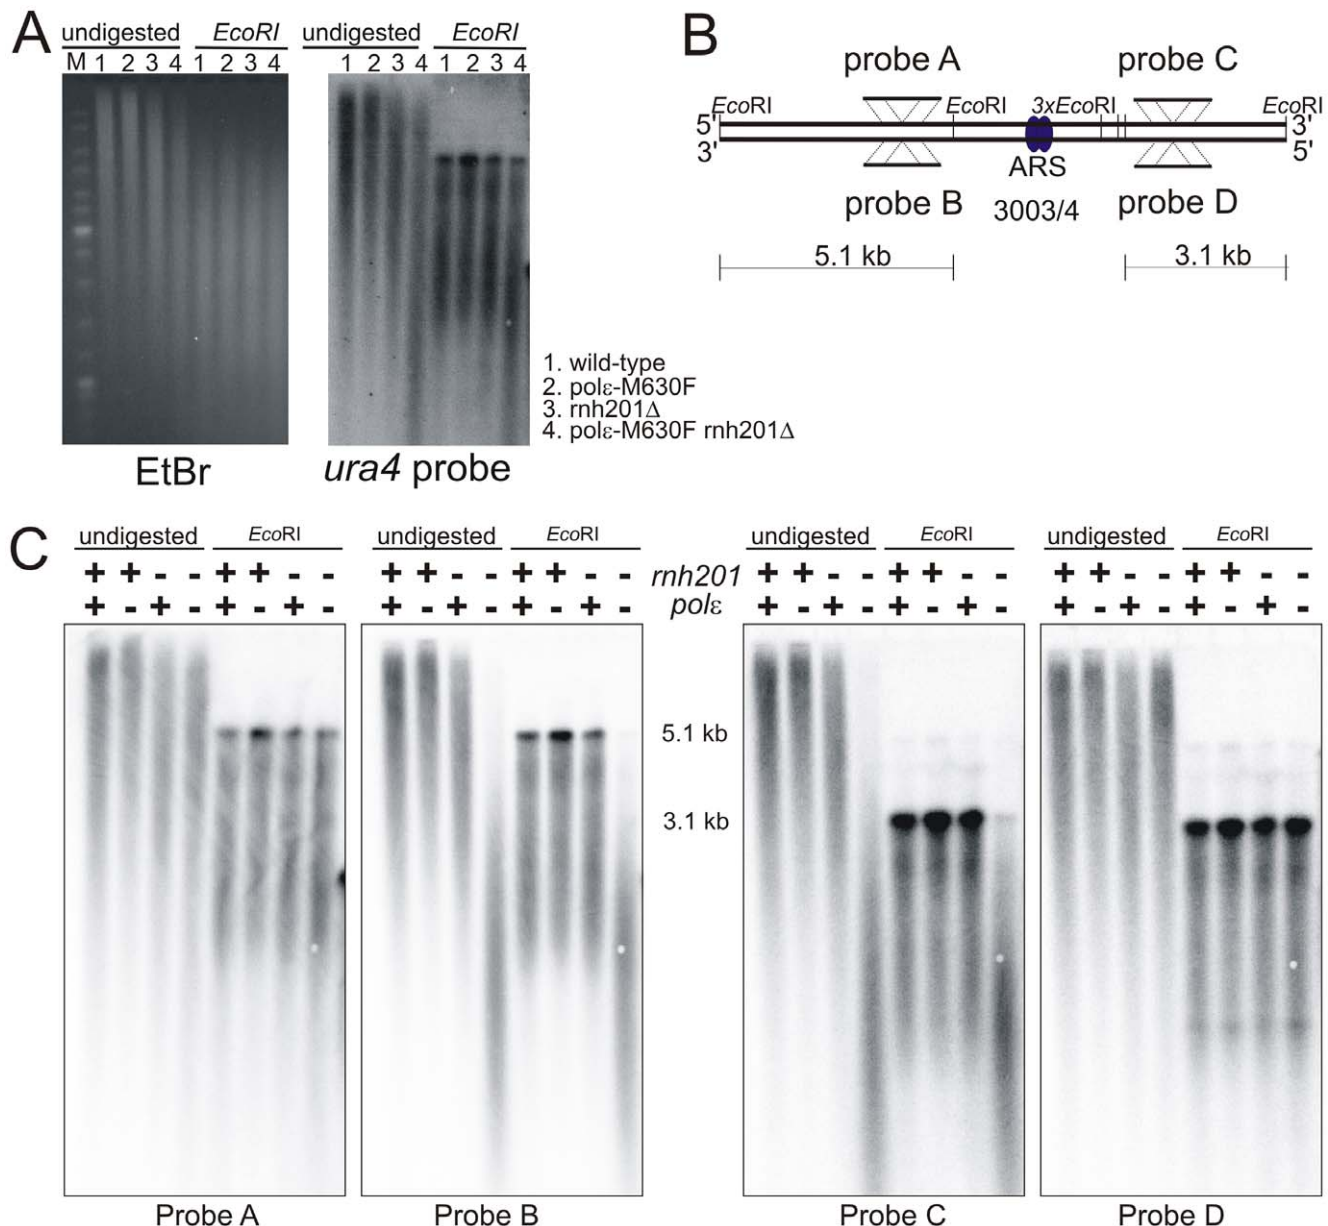 A
undigested EcoRI
M 1 2 3 4 1 2 3 4
EtBr
undigested EcoRI
1 2 3 4 1 2 3 4
ura4 probe
1. wild-type
2. polε-M630F
3. rnh201Δ
4. polε-M630F rnh201Δ
B
probe A probe C
EcoRI EcoRI 3xEcoRI EcoRI
5' 3'
3' 5'
ARS
probe B 3003/4 probe D
5.1 kb 3.1 kb
C
undigested EcoRI undigested EcoRI undigested EcoRI undigested EcoRI
+ + - - + + - - + + - - + + - - rnh201 + + - - + + - - + + - - + + - -
+ - + - + - + - + - + - + - + - polε + - + - + - + - + - + - + - + -
5.1 kb
3.1 kb
Probe A Probe B Probe C Probe D